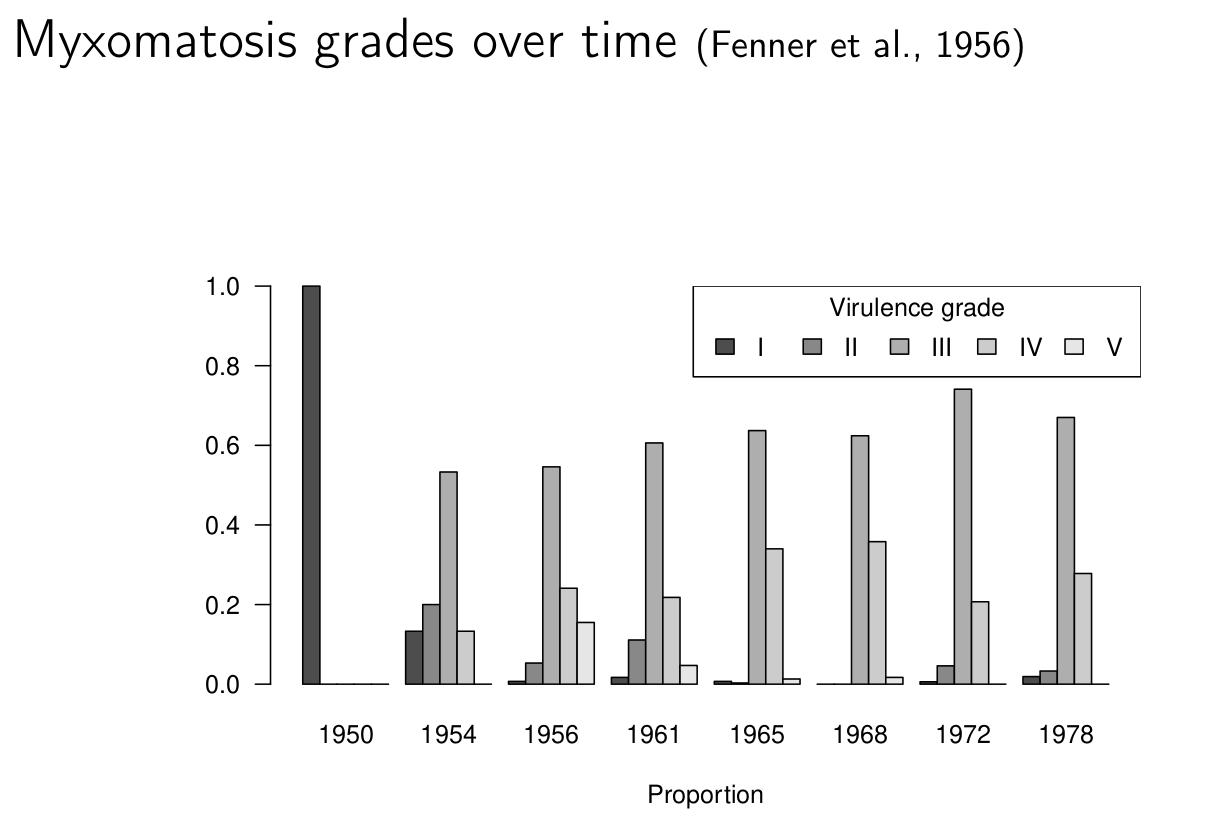 Myxomatosis grades over time (Fenner et al., 1956)
Virulence grade
I II III IV V
1.0
0.8
0.6
0.4
0.2
0.0
1950 1954 1956 1961 1965 1968 1972 1978
Proportion